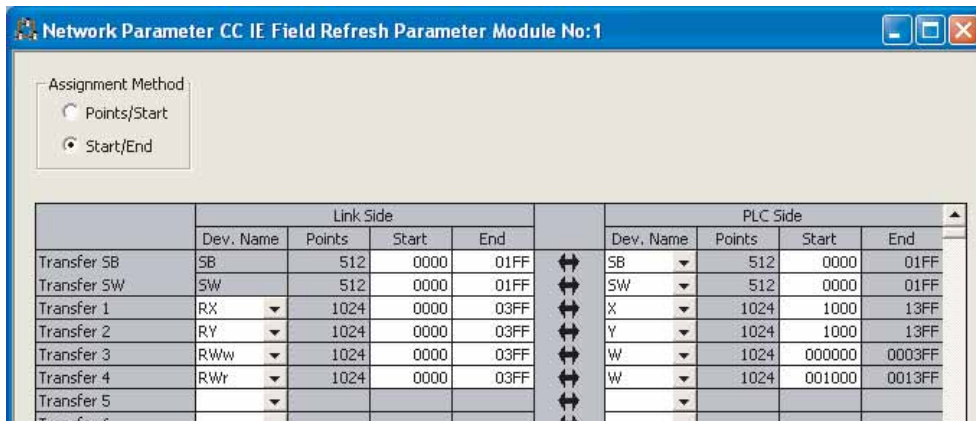 Network Parameter CC IE Field Refresh Parameter Module No:1
Assignment Method
Points/Start
Start/End
Link Side PLC Side
Dev. Name Points Start End Dev. Name Points Start End
Transfer SB SB 512 0000 01FF SB 512 0000 01FF
Transfer SW SW 512 0000 01FF SW 512 0000 01FF
Transfer 1 RX 1024 0000 03FF X 1024 1000 13FF
Transfer 2 RY 1024 0000 03FF Y 1024 1000 13FF
Transfer 3 RWw 1024 0000 03FF W 1024 000000 0003FF
Transfer 4 RWr 1024 0000 03FF W 1024 001000 0013FF
Transfer 5